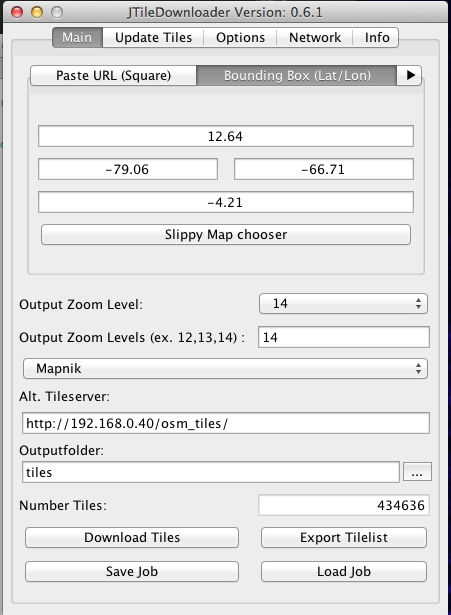 JTileDownloader Version: 0.6.1
Main Update Tiles Options Network Info
Paste URL (Square) Bounding Box (Lat/Lon)
12.64
-79.06 -66.71
-4.21
Slippy Map chooser
Output Zoom Level: 14
Output Zoom Levels (ex. 12,13,14) : 14
Mapnik
Alt. Tileserver:
http://192.168.0.40/osm_tiles/
Outputfolder:
tiles ...
Number Tiles: 434636
Download Tiles Export Tilelist
Save Job Load Job